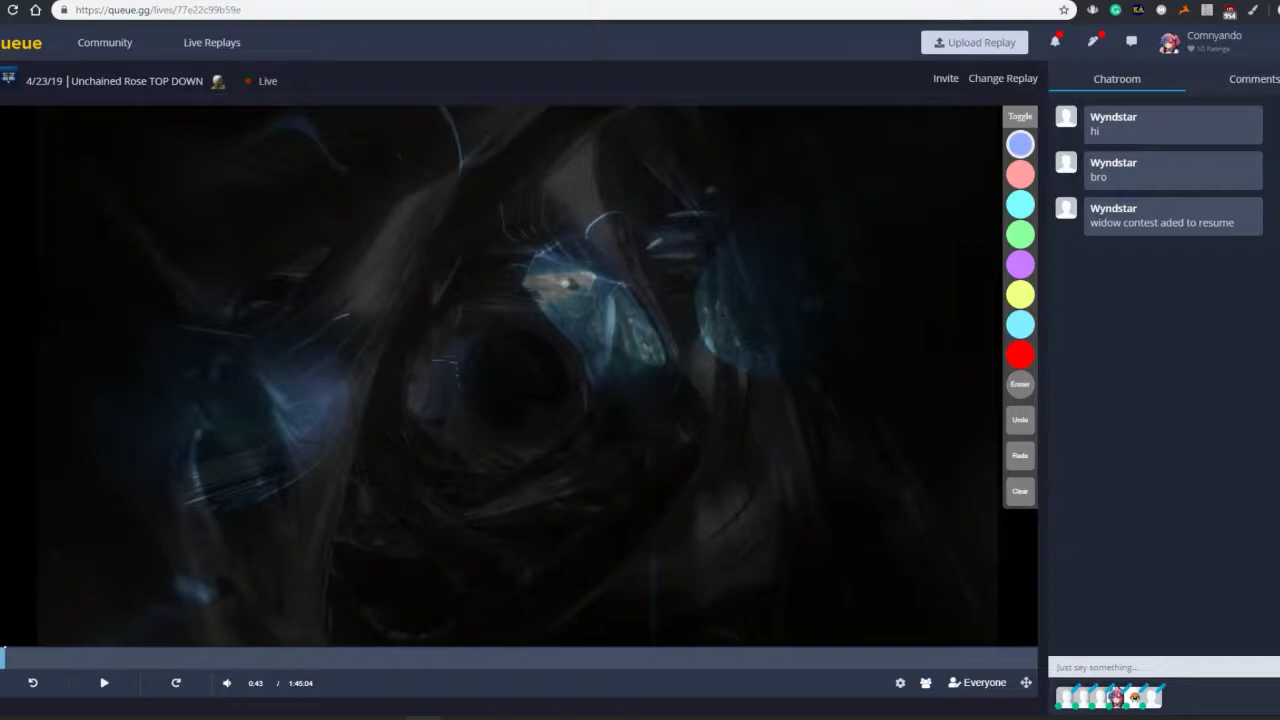 https://queue.gg/lives/77e22c99b59e
954
ueue
Community
Live Replays
Upload Replay
Comnyando
10 Ratings
4/23/19 | Unchained Rose TOP DOWN
Live
Invite
Change Replay
Chatroom
Comments
Toggle
Wyndstar
hi
Wyndstar
bro
Wyndstar
widow contest aded to resume
Undo
Redo
Clear
Just say something...
0:43 / 1:45:04
Everyone